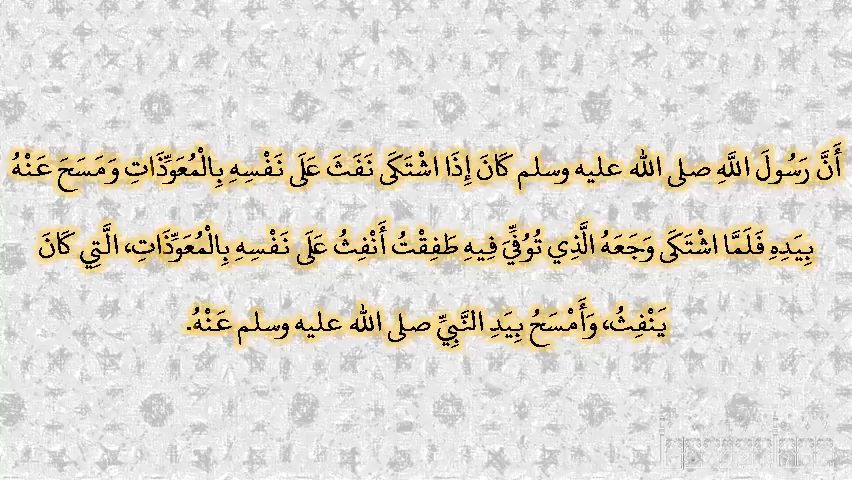 أَنَّ رَسُولَ اللَّهِ صلى الله عليه وسلم كَانَ إِذَا اشْتَكَى نَفَثَ عَلَى نَفْسِهِ بِالْمُعَوِّذَاتِ وَمَسَحَ عَنْهُ
بِيَدِهِ فَلَمَّا اشْتَكَى وَجَعَهُ الَّذِي تُوُفِّيَ فِيهِ طَفِقْتُ أَنْفِثُ عَلَى نَفْسِهِ بِالْمُعَوِّذَاتِ، الَّتِي كَانَ
يَنْفِثُ، وَأَمْسَحُ بِيَدِ النَّبِيِّ صلى الله عليه وسلم عَنْهُ.